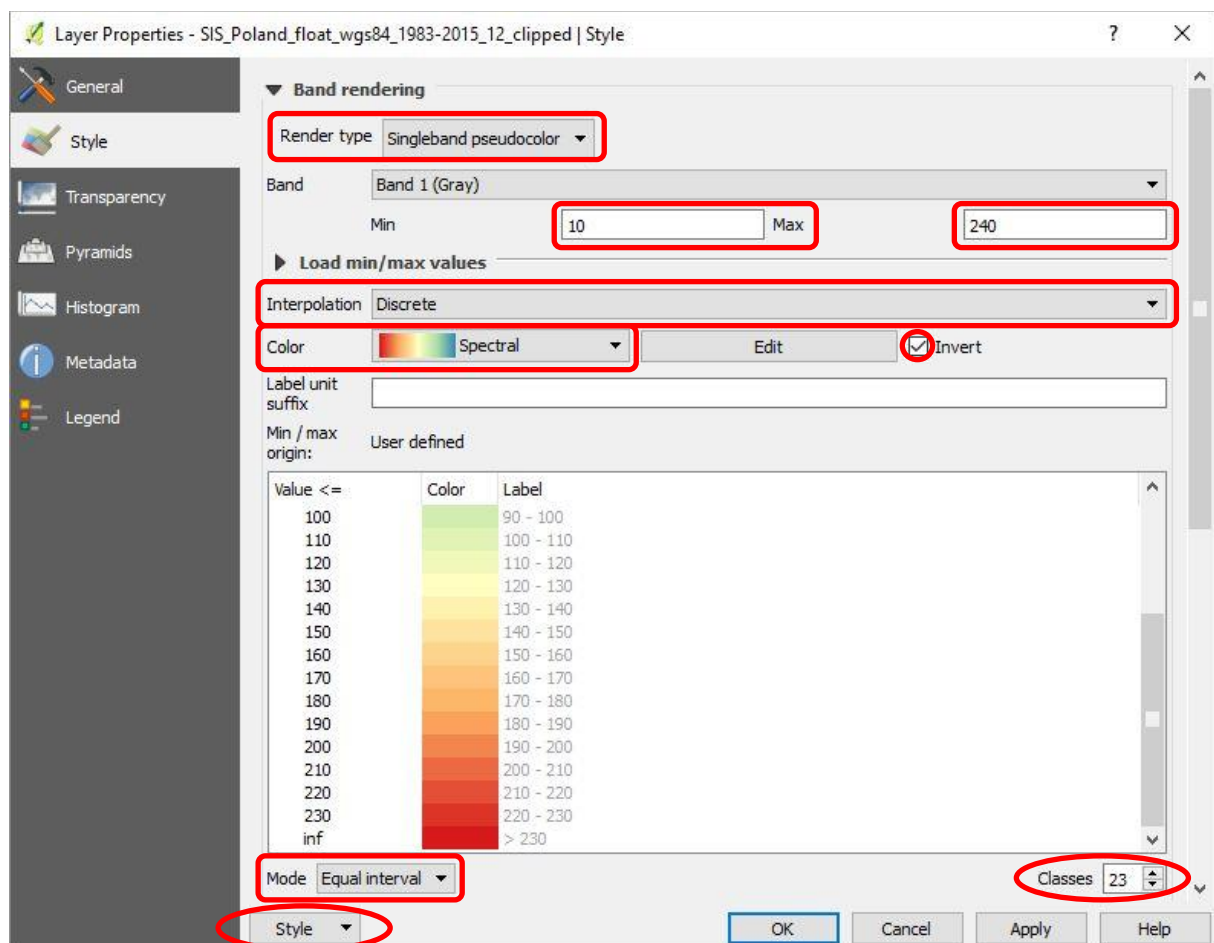 Layer Properties - SIS_Poland_float_wgs84_1983-2015_12_clipped | Style ?
General
Style
Transparency
Pyramids
Histogram
Metadata
Legend
Band rendering
Render type Singleband pseudocolor
Band Band 1 (Gray)
Min 10 Max 240
Load min/max values
Interpolation Discrete
Color Spectral Edit Invert
Label unit
suffix
Min / max
origin: User defined
Value <= Color Label
100 90 - 100
110 100 - 110
120 110 - 120
130 120 - 130
140 130 - 140
150 140 - 150
160 150 - 160
170 160 - 170
180 170 - 180
190 180 - 190
200 190 - 200
210 200 - 210
220 210 - 220
230 220 - 230
inf > 230
Mode Equal interval Classes 23
Style OK Cancel Apply Help